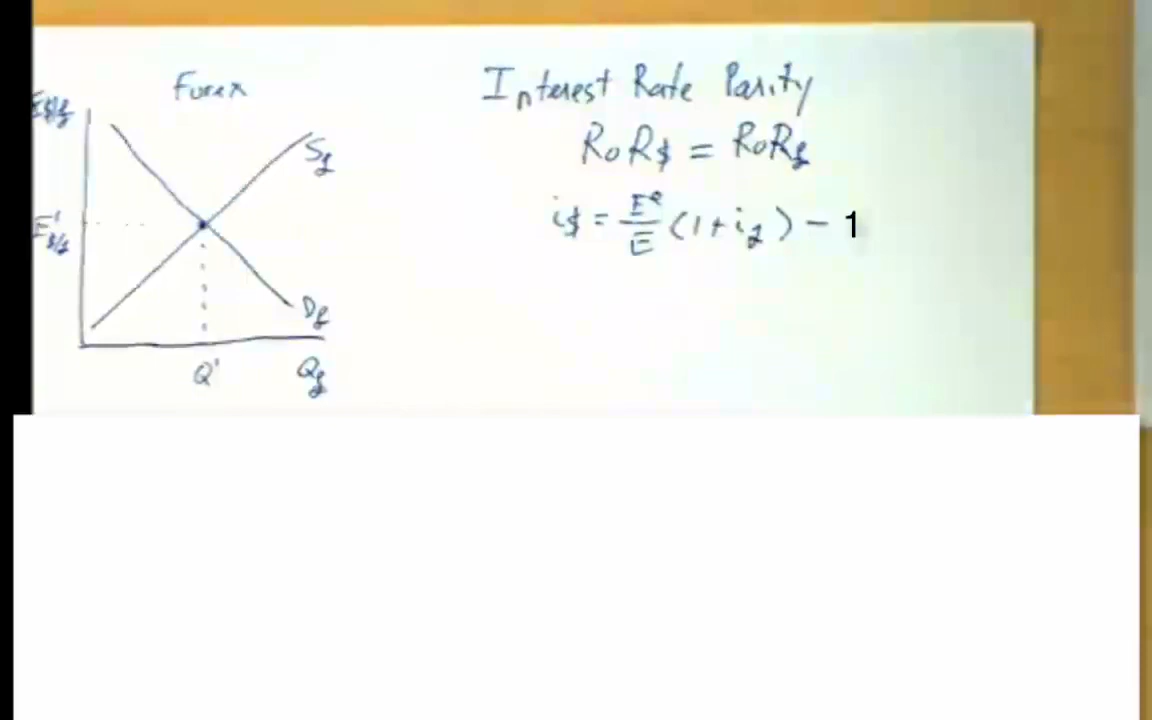 Forex
E$/£
S£
E'$/£
D£
Q'
Q£
Interest Rate Parity
RoR$ = RoR£
i$ = Eᵉ/E (1+i£) − 1